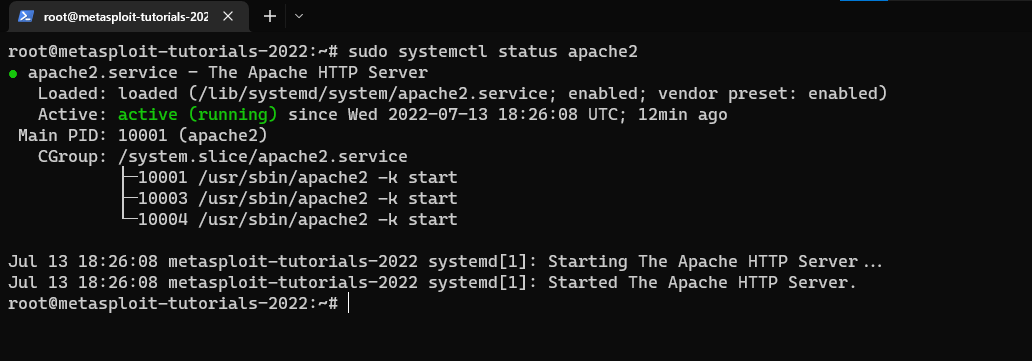 root@metasploit-tutorials-202
root@metasploit-tutorials-2022:~# sudo systemctl status apache2
● apache2.service - The Apache HTTP Server
   Loaded: loaded (/lib/systemd/system/apache2.service; enabled; vendor preset: enabled)
   Active: active (running) since Wed 2022-07-13 18:26:08 UTC; 12min ago
 Main PID: 10001 (apache2)
   CGroup: /system.slice/apache2.service
           ├─10001 /usr/sbin/apache2 -k start
           ├─10003 /usr/sbin/apache2 -k start
           └─10004 /usr/sbin/apache2 -k start
Jul 13 18:26:08 metasploit-tutorials-2022 systemd[1]: Starting The Apache HTTP Server...
Jul 13 18:26:08 metasploit-tutorials-2022 systemd[1]: Started The Apache HTTP Server.
root@metasploit-tutorials-2022:~#